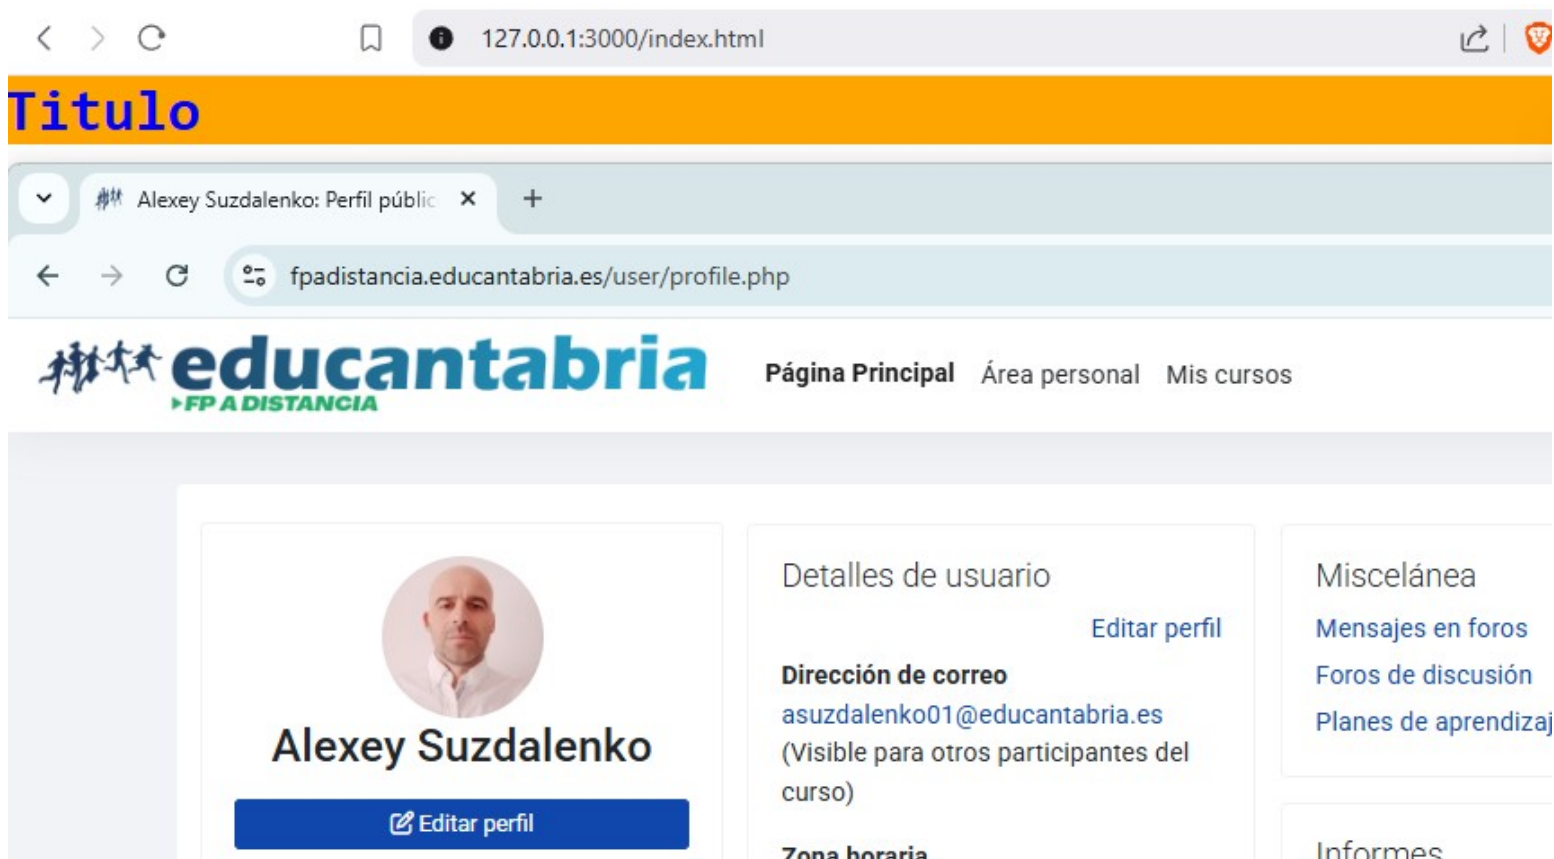 127.0.0.1:3000/index.html
Titulo
Alexey Suzdalenko: Perfil públic
fpadistancia.educantabria.es/user/profile.php
educantabria
FP A DISTANCIA
Página Principal Área personal Mis cursos
Detalles de usuario
Editar perfil
Dirección de correo
asuzdalenko01@educantabria.es
(Visible para otros participantes del
curso)
Zona horaria
Alexey Suzdalenko
Editar perfil
Miscelánea
Mensajes en foros
Foros de discusión
Planes de aprendizaj
Informes